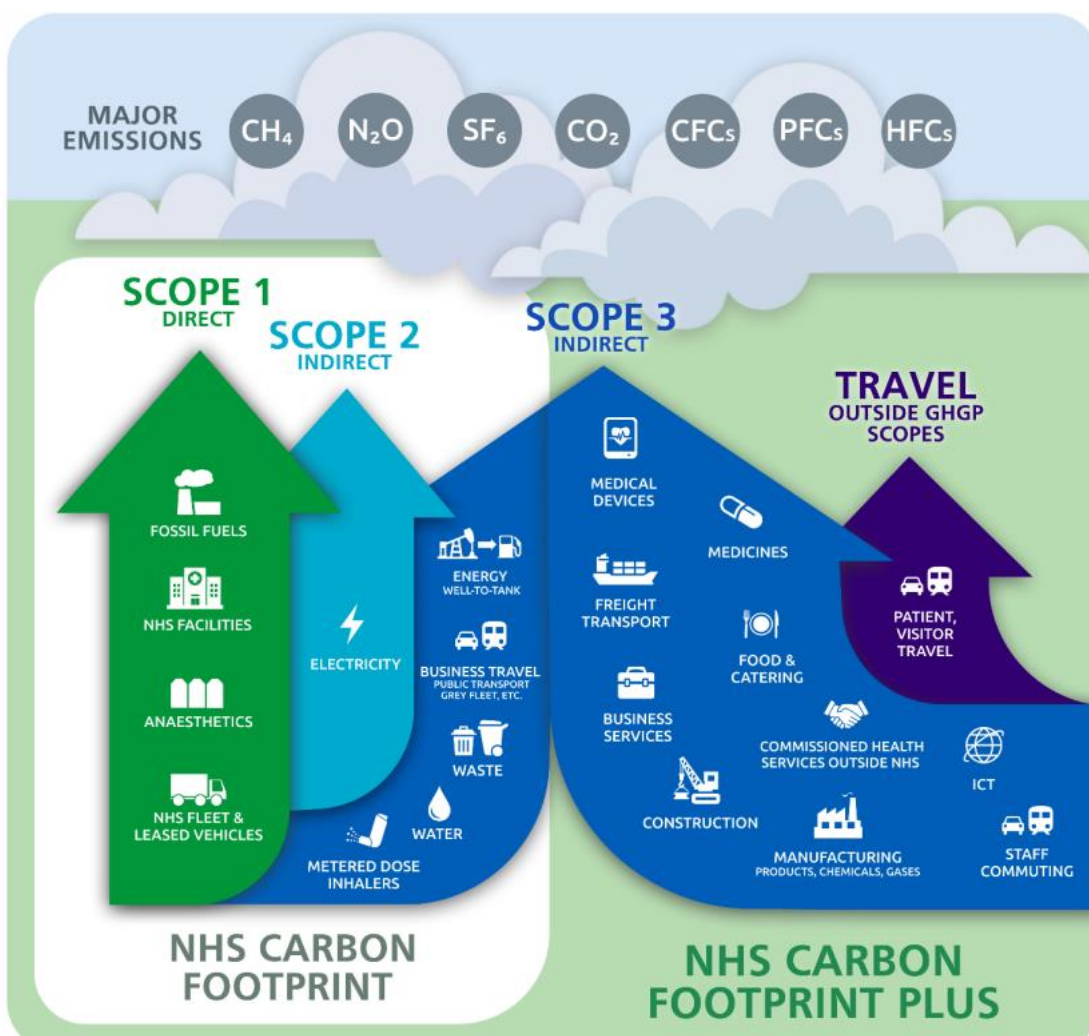 MAJOR
EMISSIONS
CH₄
N₂O
SF₆
CO₂
CFCs
PFCs
HFCs
SCOPE 1
DIRECT
SCOPE 2
INDIRECT
SCOPE 3
INDIRECT
TRAVEL
OUTSIDE GHGP
SCOPES
FOSSIL FUELS
NHS FACILITIES
ANAESTHETICS
NHS FLEET &
LEASED VEHICLES
ELECTRICITY
ENERGY
WELL-TO-TANK
BUSINESS TRAVEL
PUBLIC TRANSPORT
GREY FLEET, ETC.
WASTE
WATER
METERED DOSE
INHALERS
MEDICAL
DEVICES
MEDICINES
FREIGHT
TRANSPORT
FOOD &
CATERING
BUSINESS
SERVICES
COMMISSIONED HEALTH
SERVICES OUTSIDE NHS
CONSTRUCTION
MANUFACTURING
PRODUCTS, CHEMICALS, GASES
ICT
STAFF
COMMUTING
PATIENT,
VISITOR
TRAVEL
NHS CARBON
FOOTPRINT
NHS CARBON
FOOTPRINT PLUS